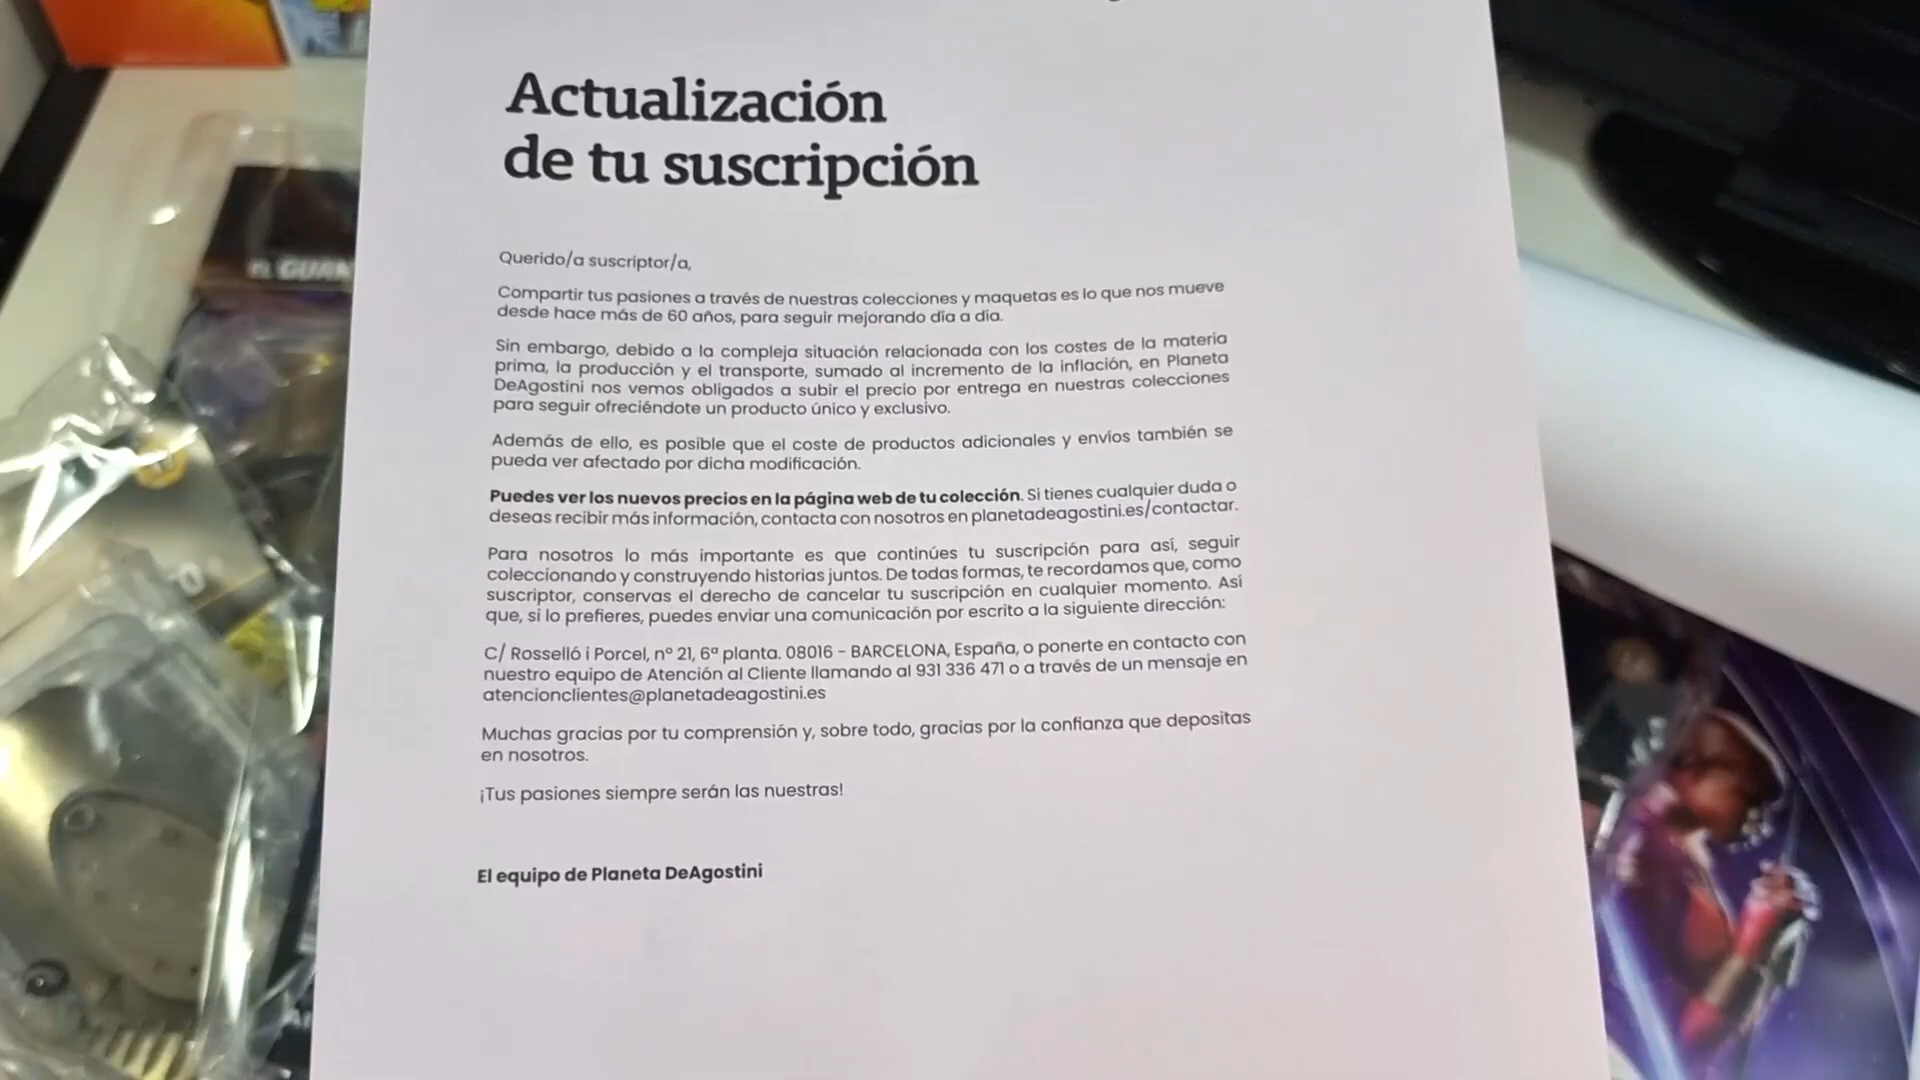 Actualización
de tu suscripción
Querido/a suscriptor/a,
Compartir tus pasiones a través de nuestras colecciones y maquetas es lo que nos mueve
desde hace más de 60 años, para seguir mejorando día a día.
Sin embargo, debido a la compleja situación relacionada con los costes de la materia
prima, la producción y el transporte, sumado al incremento de la inflación, en Planeta
DeAgostini nos vemos obligados a subir el precio por entrega en nuestras colecciones
para seguir ofreciéndote un producto único y exclusivo.
Además de ello, es posible que el coste de productos adicionales y envíos también se
pueda ver afectado por dicha modificación.
Puedes ver los nuevos precios en la página web de tu colección. Si tienes cualquier duda o
deseas recibir más información, contacta con nosotros en planetadeagostini.es/contactar.
Para nosotros lo más importante es que continúes tu suscripción para así, seguir
coleccionando y construyendo historias juntos. De todas formas, te recordamos que, como
suscriptor, conservas el derecho de cancelar tu suscripción en cualquier momento. Así
que, si lo prefieres, puedes enviar una comunicación por escrito a la siguiente dirección:
C/ Rosselló i Porcel, nº 21, 6ª planta. 08016 - BARCELONA, España, o ponerte en contacto con
nuestro equipo de Atención al Cliente llamando al 931 336 471 o a través de un mensaje en
atencionclientes@planetadeagostini.es
Muchas gracias por tu comprensión y, sobre todo, gracias por la confianza que depositas
en nosotros.
¡Tus pasiones siempre serán las nuestras!
El equipo de Planeta DeAgostini